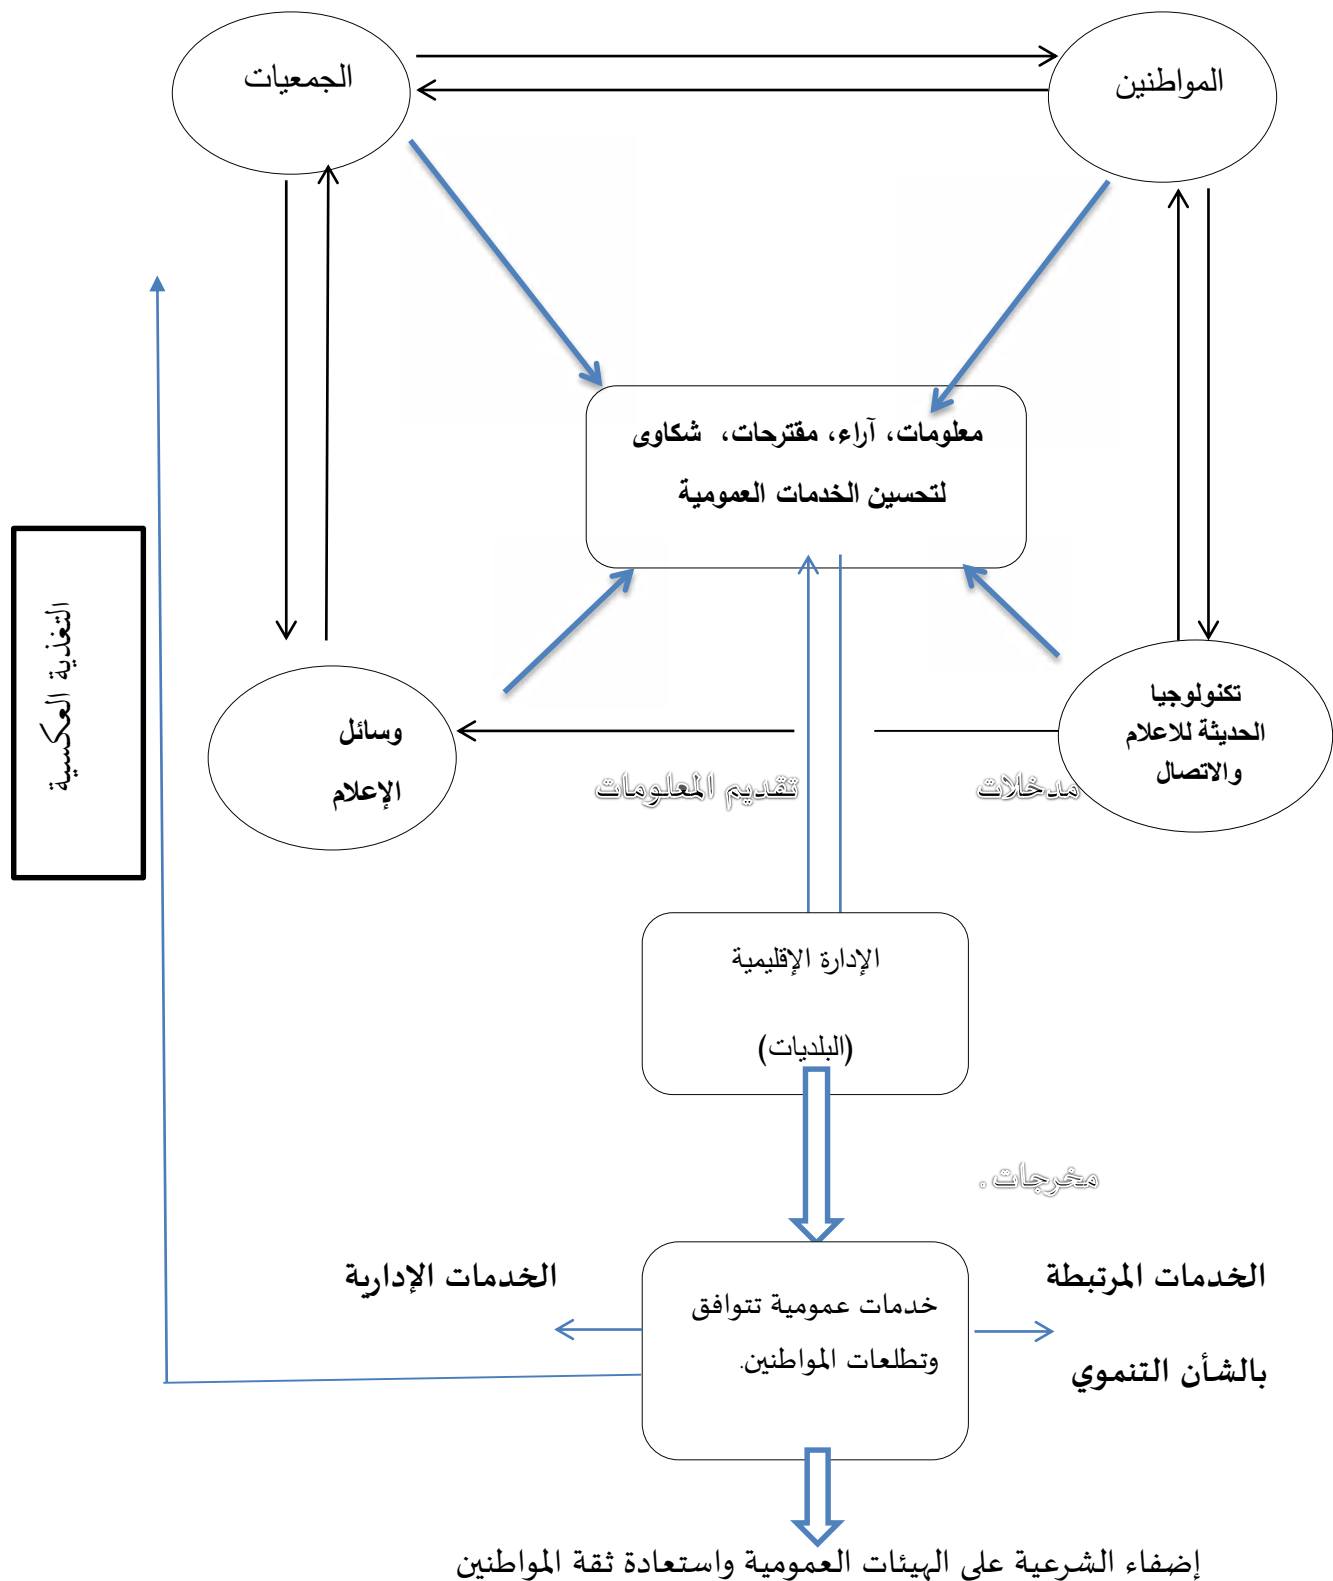 المواطنين
الجمعيات
معلومات، آراء، مقترحات، شكاوى
لتحسين الخدمات العمومية
التغذية العكسية
تكنولوجيا
الحديثة للاعلام
والاتصال
وسائل
الإعلام
مدخلات
تقديم المعلومات
الإدارة الإقليمية
(البلديات)
مخرجات .
الخدمات المرتبطة
بالشأن التنموي
خدمات عمومية تتوافق
وتطلعات المواطنين.
الخدمات الإدارية
إضفاء الشرعية على الهيئات العمومية واستعادة ثقة المواطنين